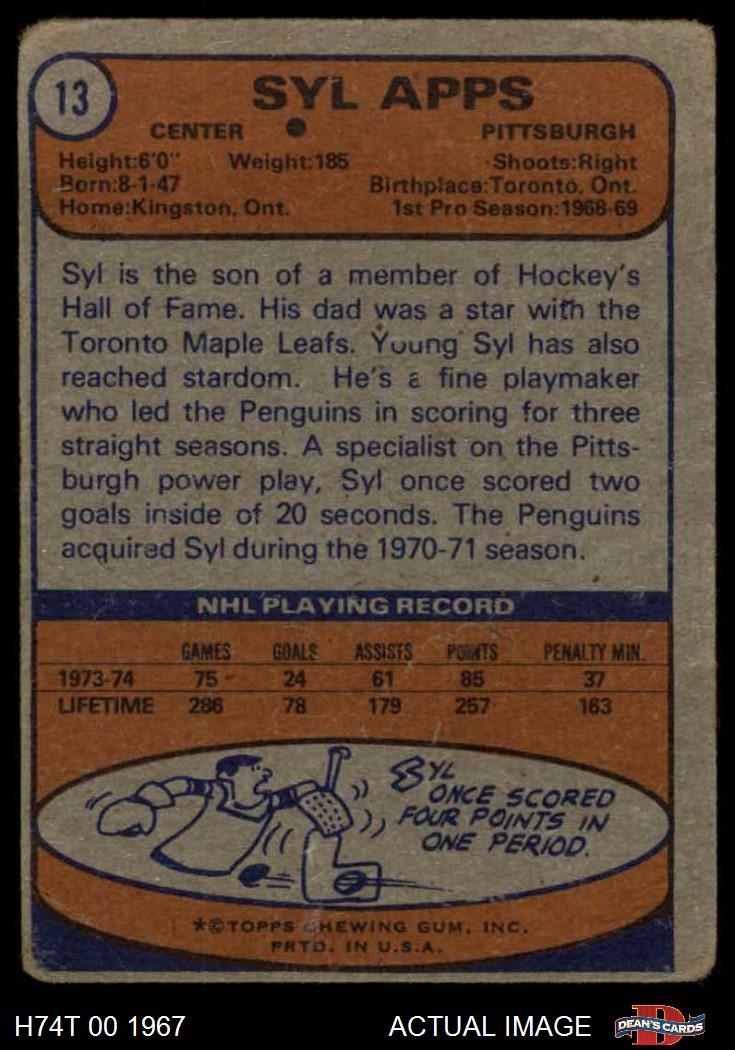 13
SYL APPS
CENTER PITTSBURGH
Height:6'0" Weight:185 Shoots:Right
Born:8-1-47 Birthplace:Toronto, Ont.
Home:Kingston, Ont. 1st Pro Season:1968-69
Syl is the son of a member of Hockey's
Hall of Fame. His dad was a star with the
Toronto Maple Leafs. Young Syl has also
reached stardom. He's a fine playmaker
who led the Penguins in scoring for three
straight seasons. A specialist on the Pitts-
burgh power play, Syl once scored two
goals inside of 20 seconds. The Penguins
acquired Syl during the 1970-71 season.
NHL PLAYING RECORD
GAMES GOALS ASSISTS POINTS PENALTY MIN.
1973-74 75 24 61 85 37
LIFETIME 286 78 179 257 163
SYL
ONCE SCORED
FOUR POINTS IN
ONE PERIOD.
*©TOPPS CHEWING GUM, INC.
PRTD. IN U.S.A.
H74T 00 1967 ACTUAL IMAGE D DEAN'S CARDS